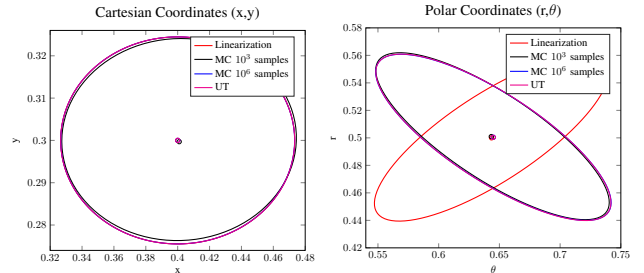 Cartesian Coordinates (x,y)
Linearization
MC 10³ samples
MC 10⁶ samples
UT
0.32
0.31
0.3
0.29
0.28
y
0.32 0.34 0.36 0.38 0.4 0.42 0.44 0.46 0.48
x
Polar Coordinates (r,θ)
Linearization
MC 10³ samples
MC 10⁶ samples
UT
0.58
0.56
0.54
0.52
0.5
0.48
0.46
0.44
0.42
r
0.55 0.6 0.65 0.7 0.75
θ